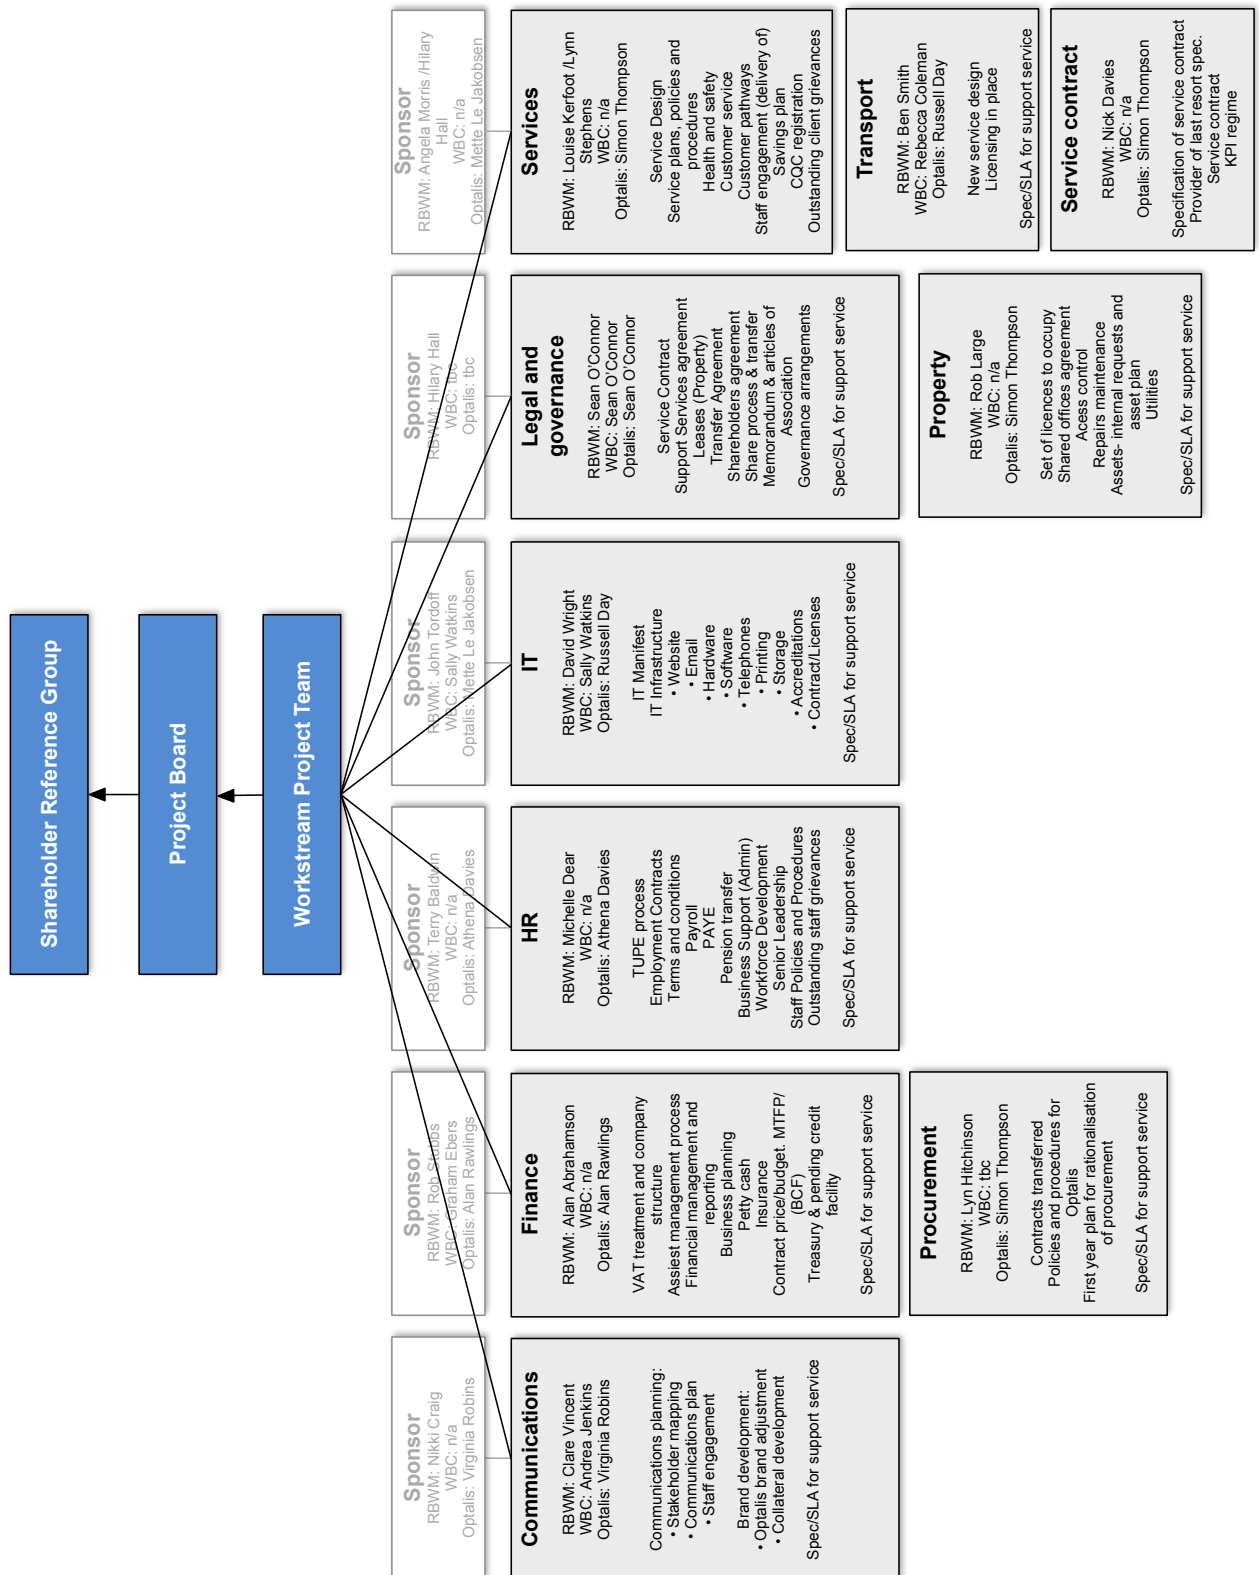 Shareholder Reference Group
Project Board
Workstream Project Team
Sponsor
RBWM: Nikki Craig
WBC: n/a
Optalis: Virginia Robins
Communications
RBWM: Clare Vincent
WBC: Andrea Jenkins
Optalis: Virginia Robins
Communications planning:
• Stakeholder mapping
• Communications plan
• Staff engagement
Brand development:
• Optalis brand adjustment
• Collateral development
Spec/SLA for support service
Sponsor
RBWM: Rob Stubbs
WBC: Graham Ebers
Optalis: Alan Rawlings
Finance
RBWM: Alan Abrahamson
WBC: n/a
Optalis: Alan Rawlings
VAT treatment and company
structure
Assiest management process
Financial management and
reporting
Business planning
Petty cash
Insurance
Contract price/budget. MTFP/
(BCF)
Treasury & pending credit
facility
Spec/SLA for support service
Procurement
RBWM: Lyn Hitchinson
WBC: tbc
Optalis: Simon Thompson
Contracts transferred
Policies and procedures for
Optalis
First year plan for rationalisation
of procurement
Spec/SLA for support service
Sponsor
RBWM: Terry Baldwin
WBC: n/a
Optalis: Athena Davies
HR
RBWM: Michelle Dear
WBC: n/a
Optalis: Athena Davies
TUPE process
Employment Contracts
Terms and conditions
Payroll
PAYE
Pension transfer
Business Support (Admin)
Workforce Development
Senior Leadership
Staff Policies and Procedures
Outstanding staff grievances
Spec/SLA for support service
Sponsor
RBWM: John Tordoff
WBC: Sally Watkins
Optalis: Mette Le Jakobsen
IT
RBWM: David Wright
WBC: Sally Watkins
Optalis: Russell Day
IT Manifest
IT Infrastructure
• Website
• Email
• Hardware
• Software
• Telephones
• Printing
• Storage
• Accreditations
• Contract/Licenses
Spec/SLA for support service
Sponsor
RBWM: Hilary Hall
WBC: tbc
Optalis: tbc
Legal and
governance
RBWM: Sean O'Connor
WBC: Sean O'Connor
Optalis: Sean O'Connor
Service Contract
Support Services agreement
Leases (Property)
Transfer Agreement
Shareholders agreement
Share process & transfer
Memorandum & articles of
Association
Governance arrangements
Spec/SLA for support service
Property
RBWM: Rob Large
WBC: n/a
Optalis: Simon Thompson
Set of licences to occupy
Shared offices agreement
Acess control
Repairs maintenance
Assets- internal requests and
asset plan
Utilities
Spec/SLA for support service
Sponsor
RBWM: Angela Morris /Hilary
Hall
WBC: n/a
Optalis: Mette Le Jakobsen
Services
RBWM: Louise Kerfoot /Lynn
Stephens
WBC: n/a
Optalis: Simon Thompson
Service Design
Service plans, policies and
procedures
Health and safety
Customer service
Customer pathways
Staff engagement (delivery of)
Savings plan
CQC registration
Outstanding client grievances
Transport
RBWM: Ben Smith
WBC: Rebecca Coleman
Optalis: Russell Day
New service design
Licensing in place
Spec/SLA for support service
Service contract
RBWM: Nick Davies
WBC: n/a
Optalis: Simon Thompson
Specification of service contract
Provider of last resort spec.
Service contract
KPI regime